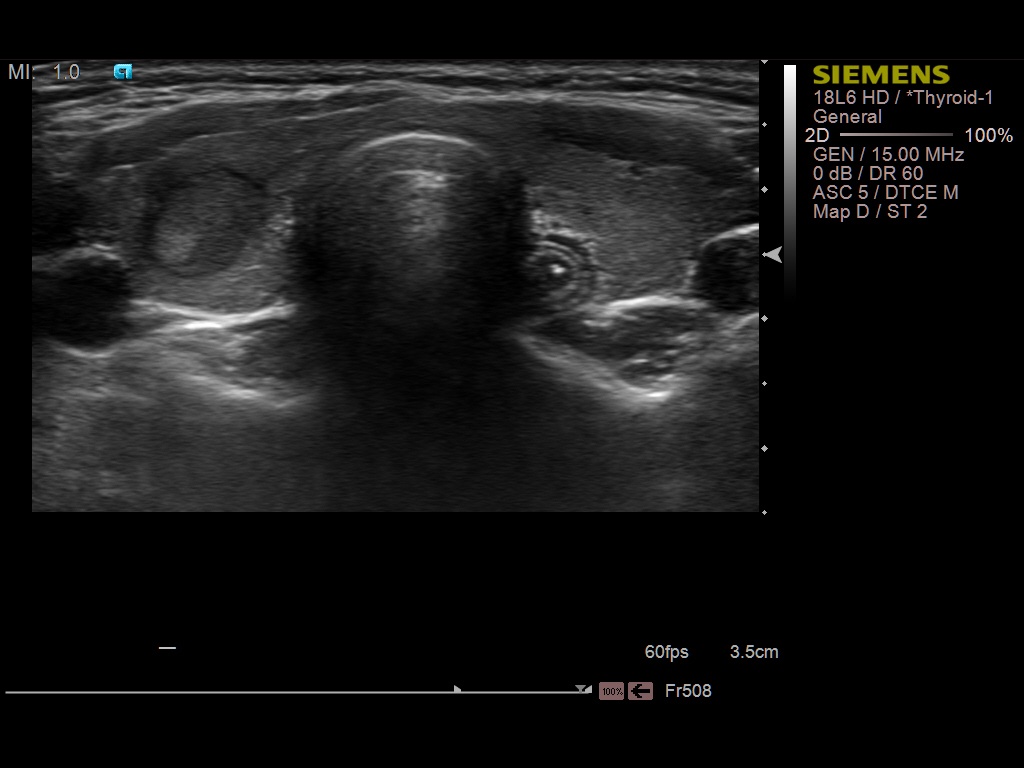 MI: 1.0
SIEMENS
18L6 HD / *Thyroid-1
General
2D 100%
GEN / 15.00 MHz
0 dB / DR 60
ASC 5 / DTCE M
Map D / ST 2
60fps 3.5cm
100% Fr508